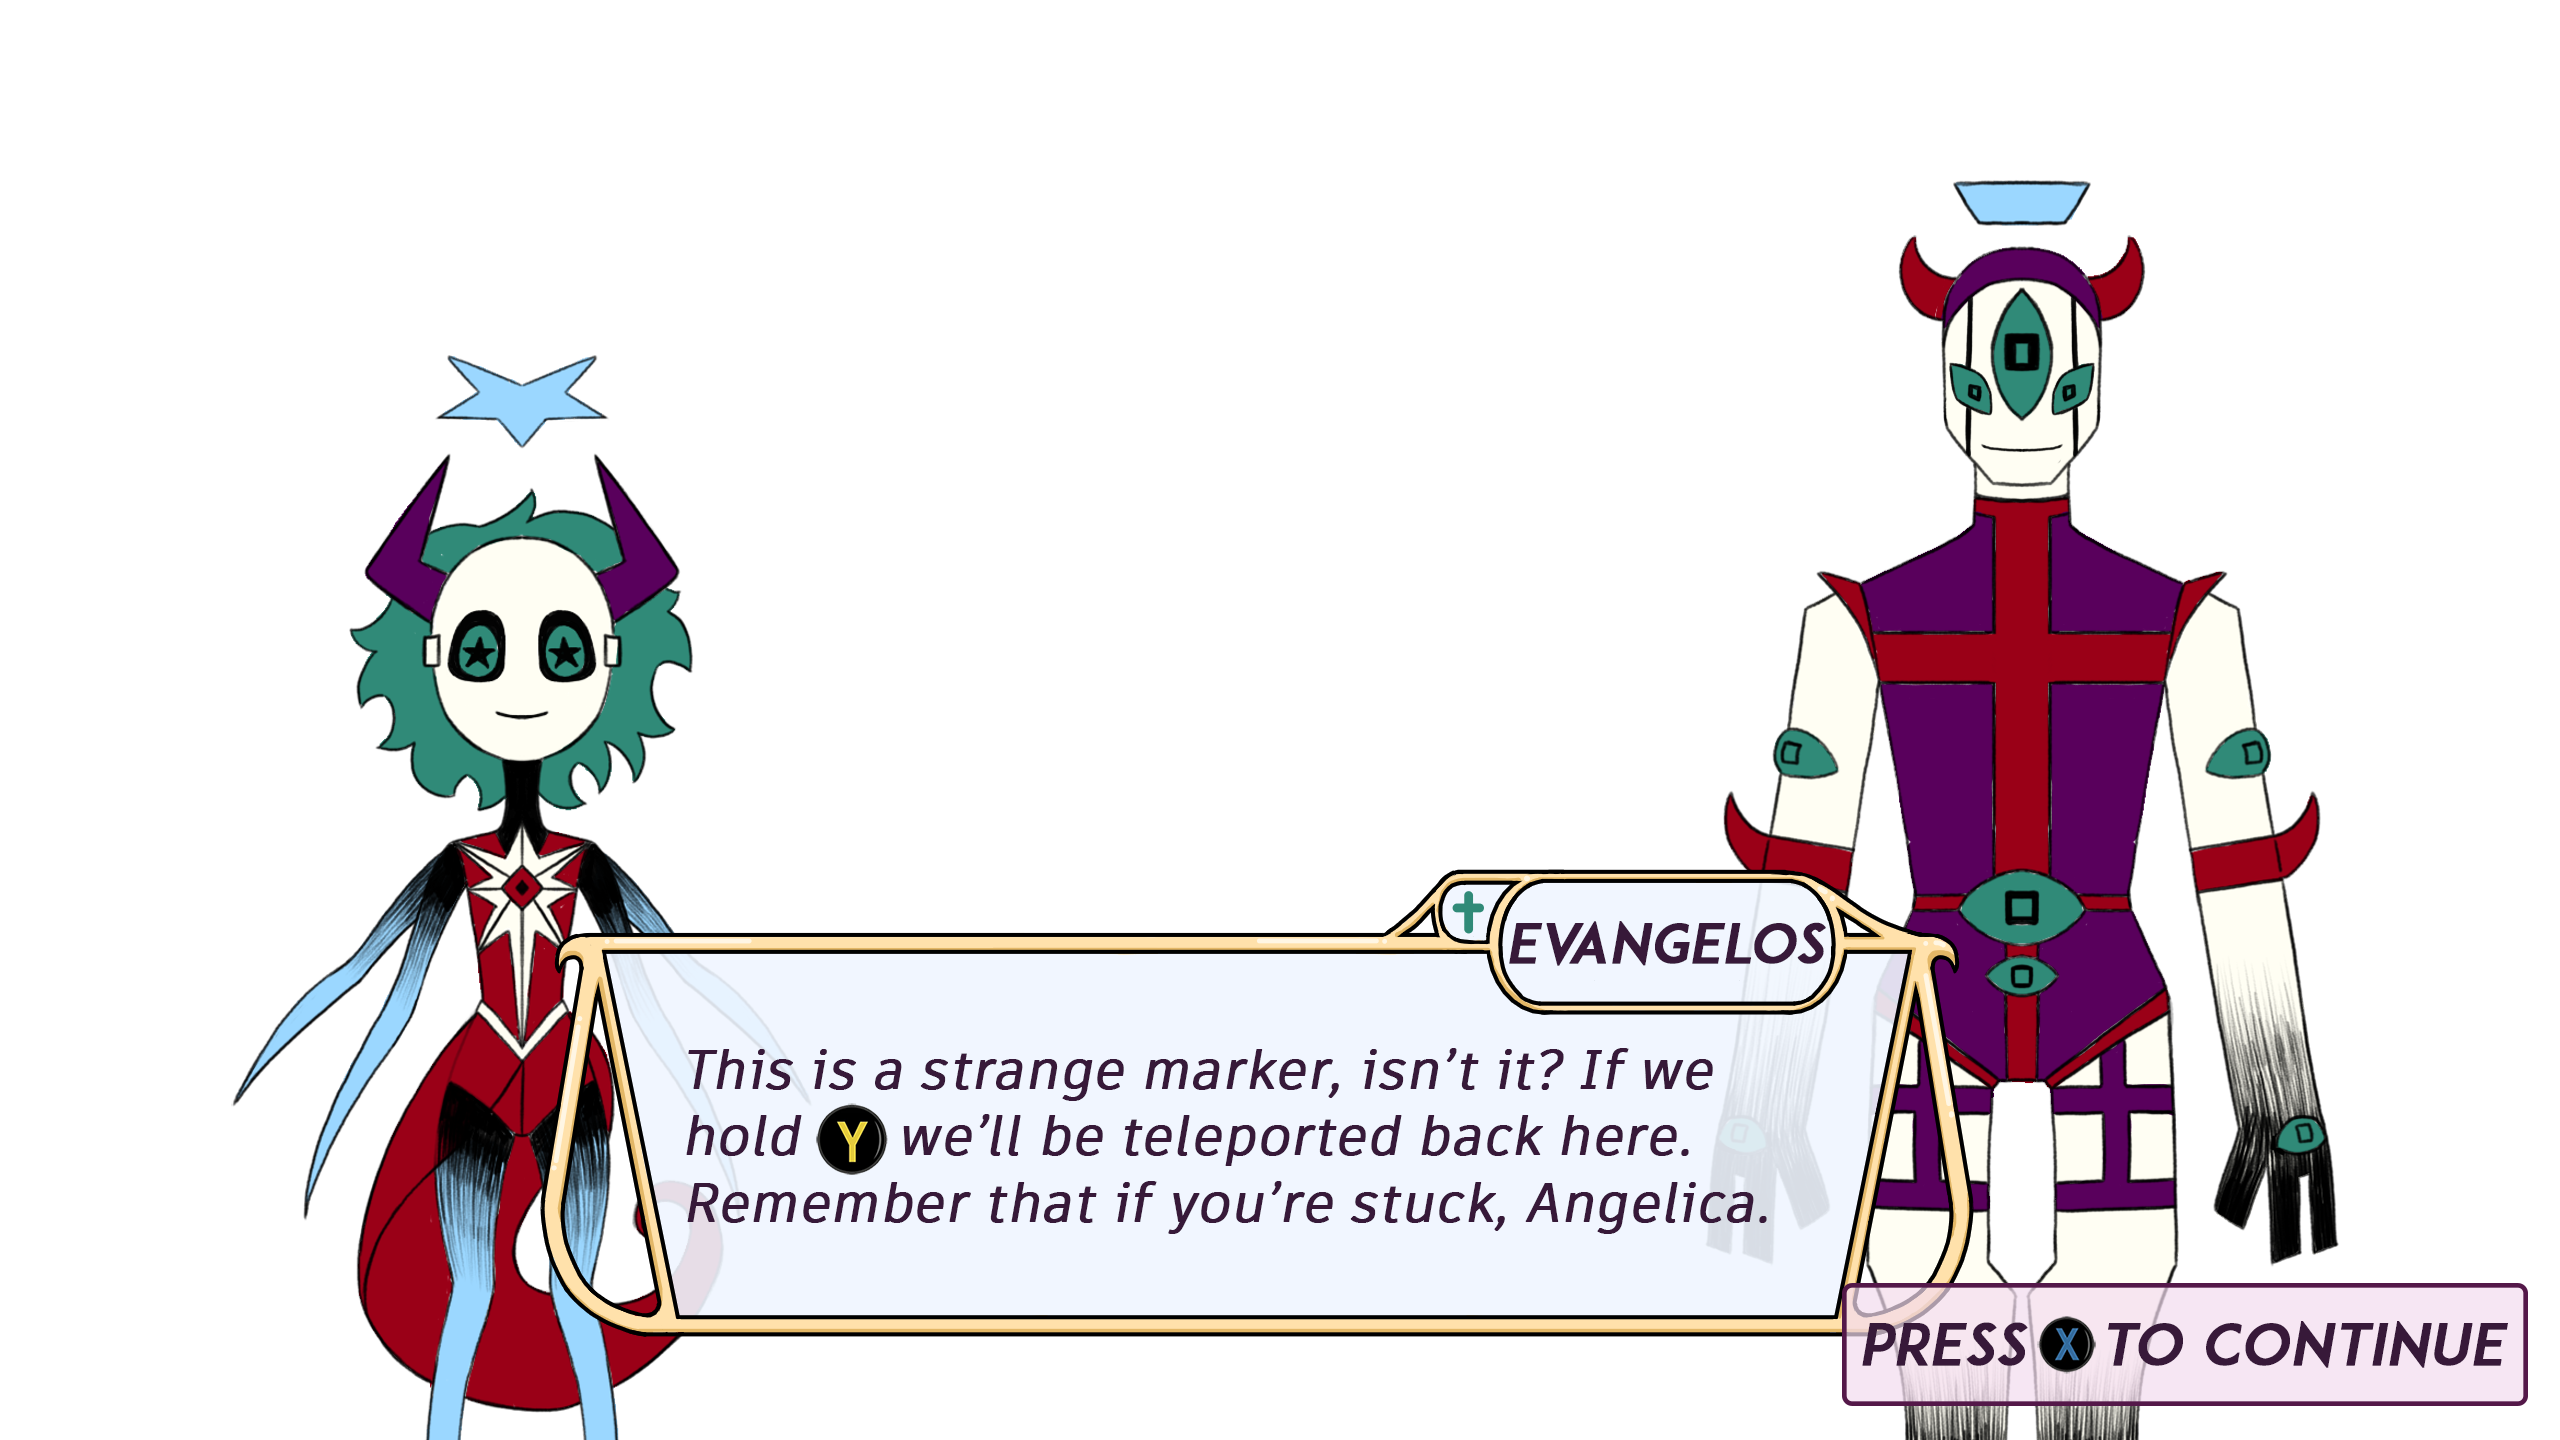 EVANGELOS
This is a strange marker, isn’t it? If we
hold Y we’ll be teleported back here.
Remember that if you’re stuck, Angelica.
PRESS X TO CONTINUE